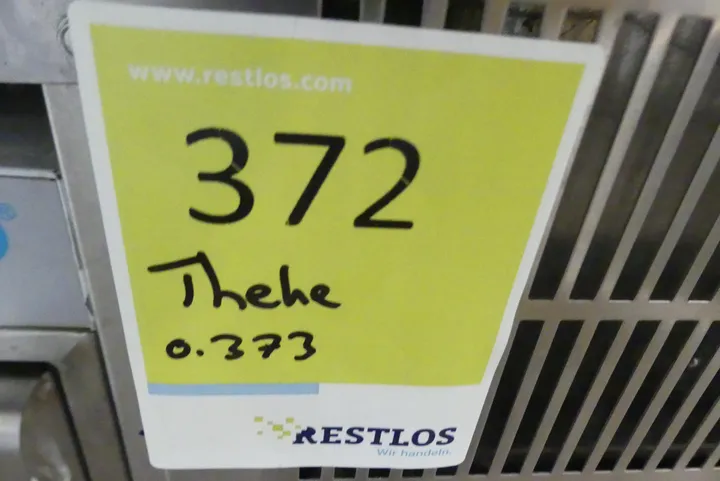 www.restlos.com
372
Thehe
0.373
RESTLOS
Wir handeln.